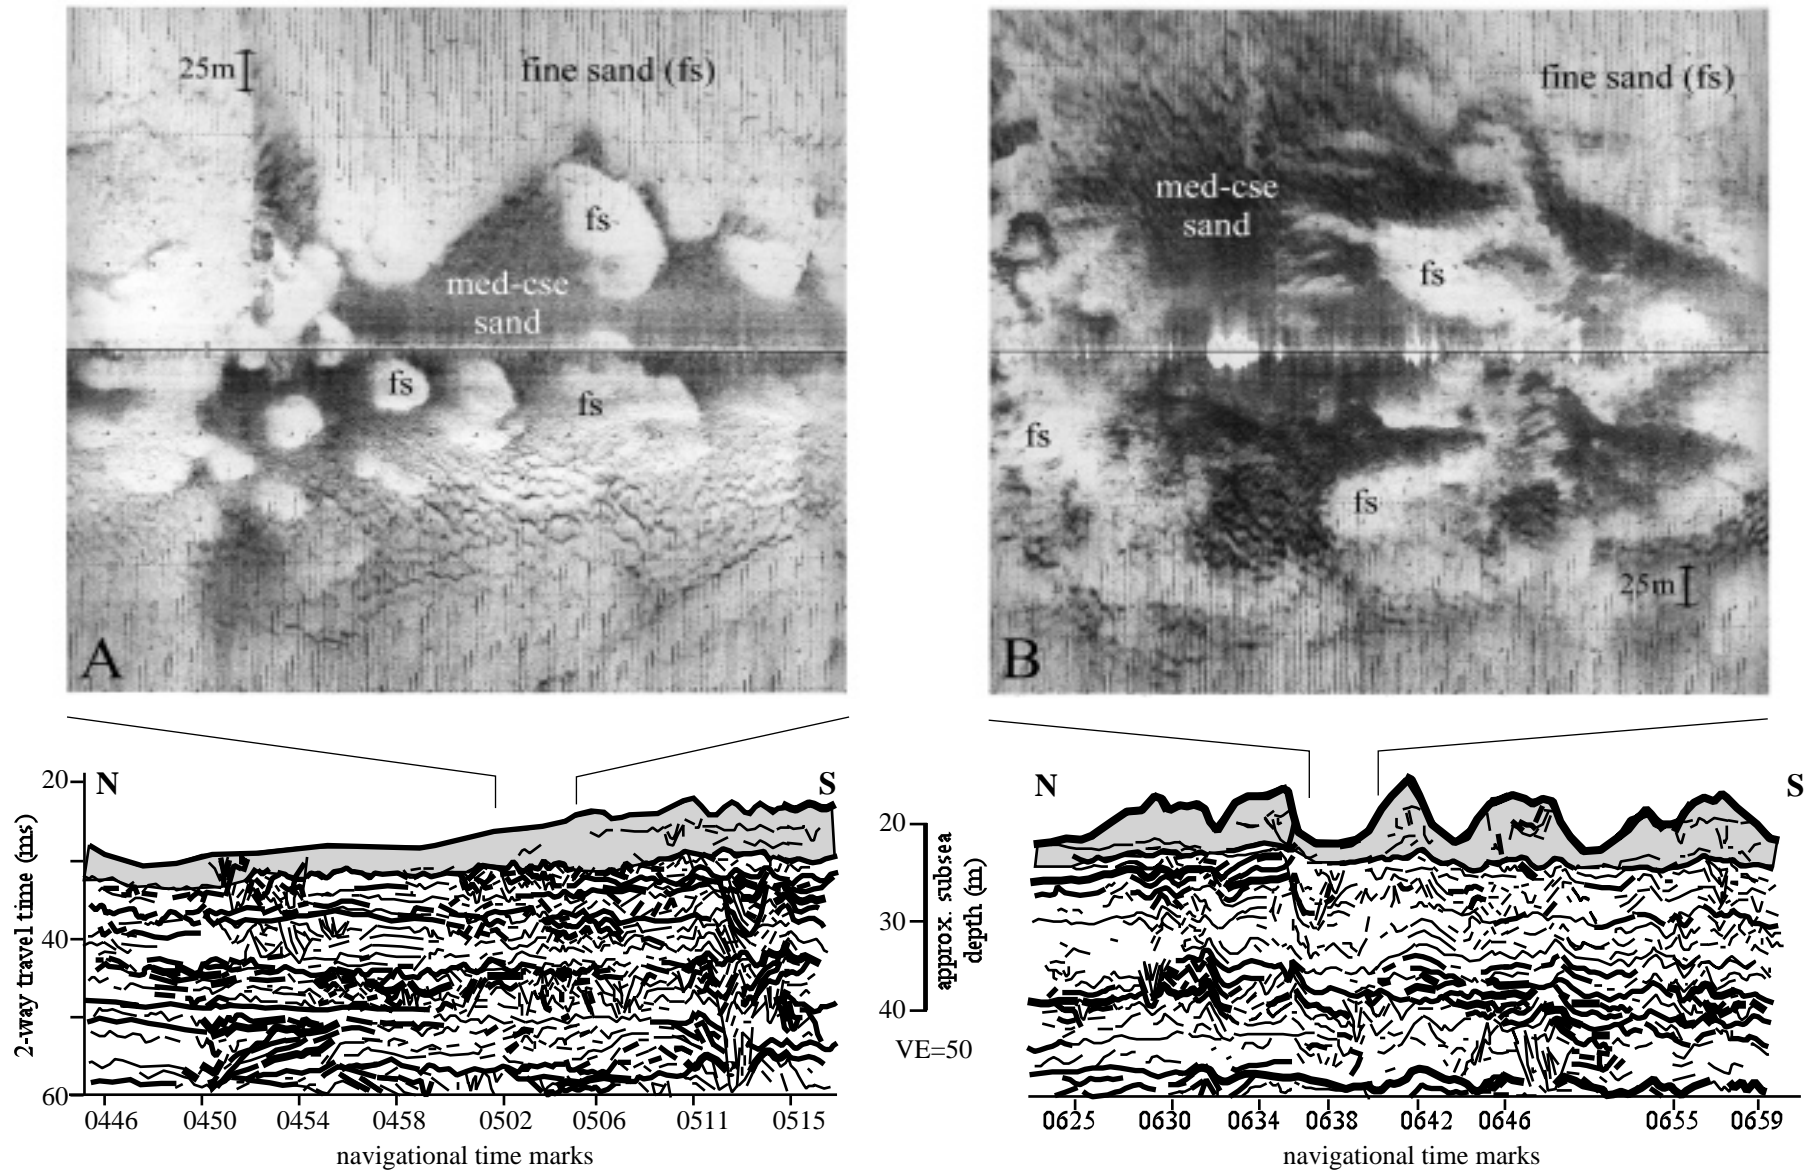 25m
fine sand (fs)
fs
med-cse
sand
fs
fs
A
fine sand (fs)
med-cse
sand
fs
fs
fs
25m
B
N
S
20
40
60
2-way travel time (ms)
0446
0450
0454
0458
0502
0506
0511
0515
navigational time marks
20
30
40
approx. subsea
depth (m)
VE=50
N
S
0625
0630
0634
0638
0642
0646
0655
0659
navigational time marks